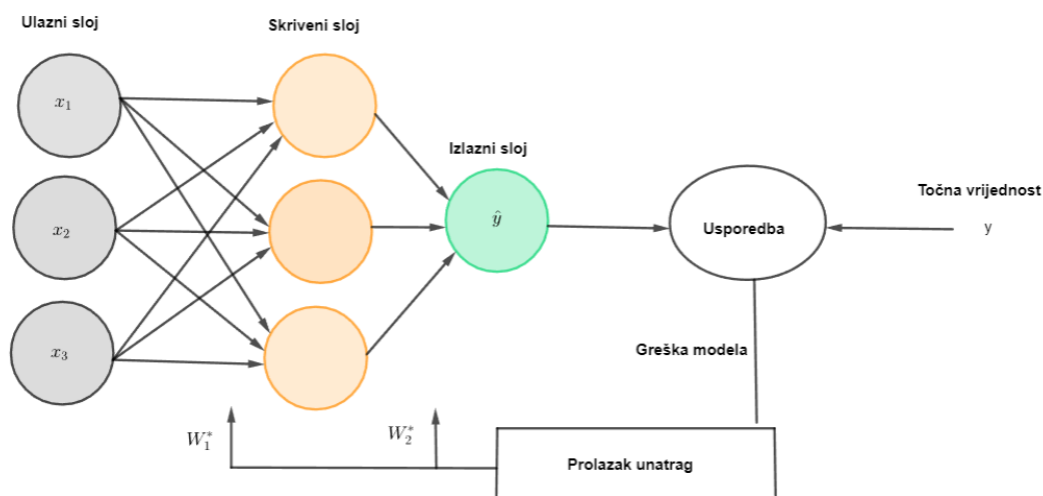 Ulazni sloj
Skriveni sloj
x₁
Izlazni sloj
Točna vrijednost
x₂
ŷ
Usporedba
y
x₃
Greška modela
W₁*
W₂*
Prolazak unatrag